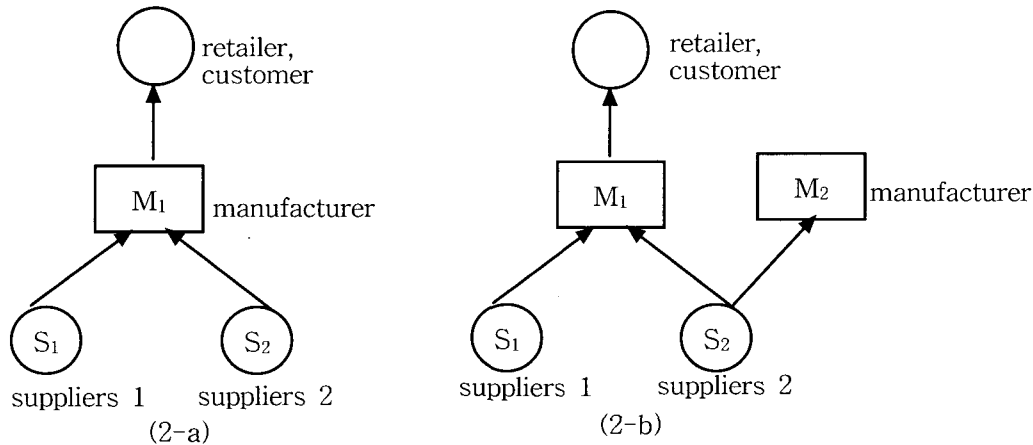 retailer,
customer
M₁
manufacturer
S₁
S₂
suppliers 1
suppliers 2
(2-a)
retailer,
customer
M₁
M₂
manufacturer
S₁
S₂
suppliers 1
suppliers 2
(2-b)